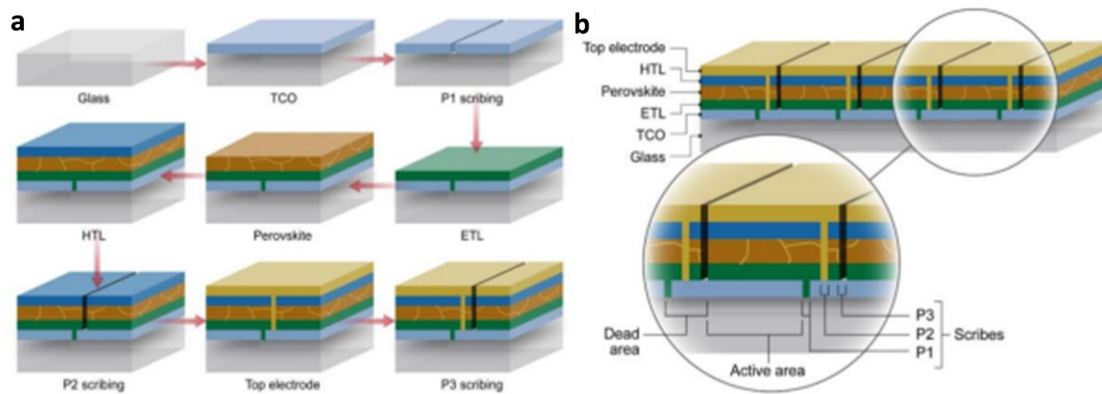 a
Glass
TCO
P1 scribing
HTL
Perovskite
ETL
P2 scribing
Top electrode
P3 scribing
b
Top electrode
HTL
Perovskite
ETL
TCO
Glass
Dead
area
Active area
P3
P2
P1
Scribes